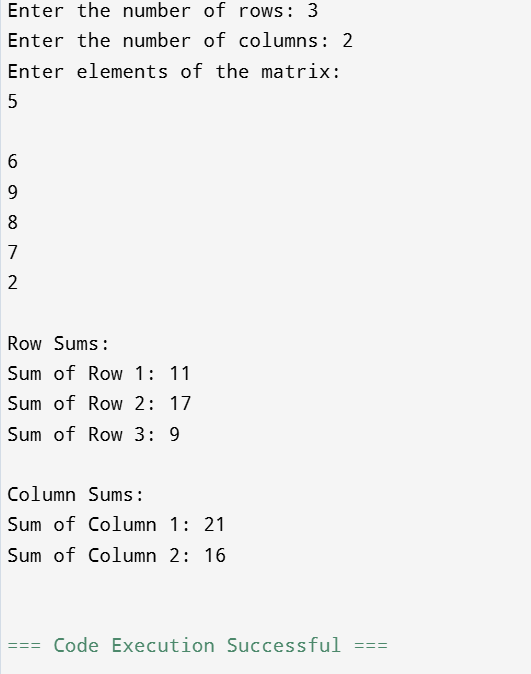 Enter the number of rows: 3
Enter the number of columns: 2
Enter elements of the matrix:
5
6
9
8
7
2
Row Sums:
Sum of Row 1: 11
Sum of Row 2: 17
Sum of Row 3: 9
Column Sums:
Sum of Column 1: 21
Sum of Column 2: 16
=== Code Execution Successful ===